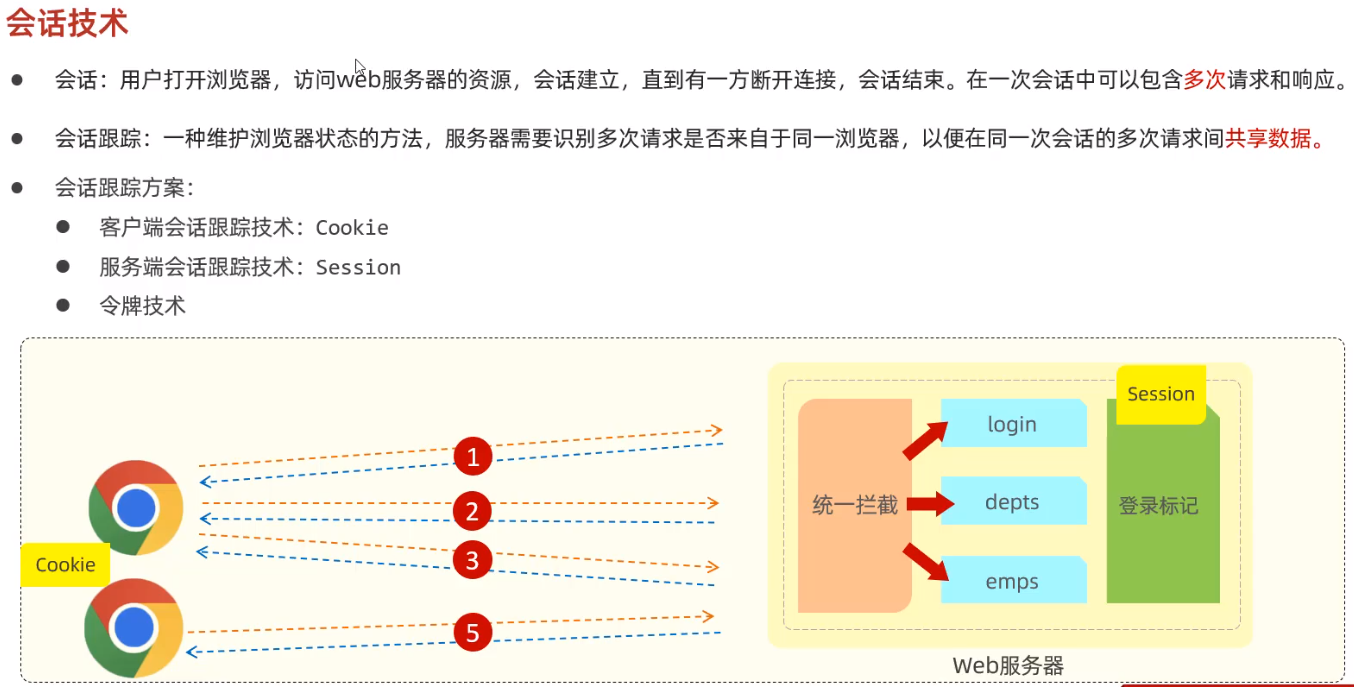 会话技术
会话：用户打开浏览器，访问web服务器的资源，会话建立，直到有一方断开连接，会话结束。在一次会话中可以包含多次请求和响应。
会话跟踪：一种维护浏览器状态的方法，服务器需要识别多次请求是否来自于同一浏览器，以便在同一次会话的多次请求间共享数据。
会话跟踪方案：
客户端会话跟踪技术：Cookie
服务端会话跟踪技术：Session
令牌技术
Session
login
1
统一拦截
depts
登录标记
2
3
Cookie
emps
5
Web服务器